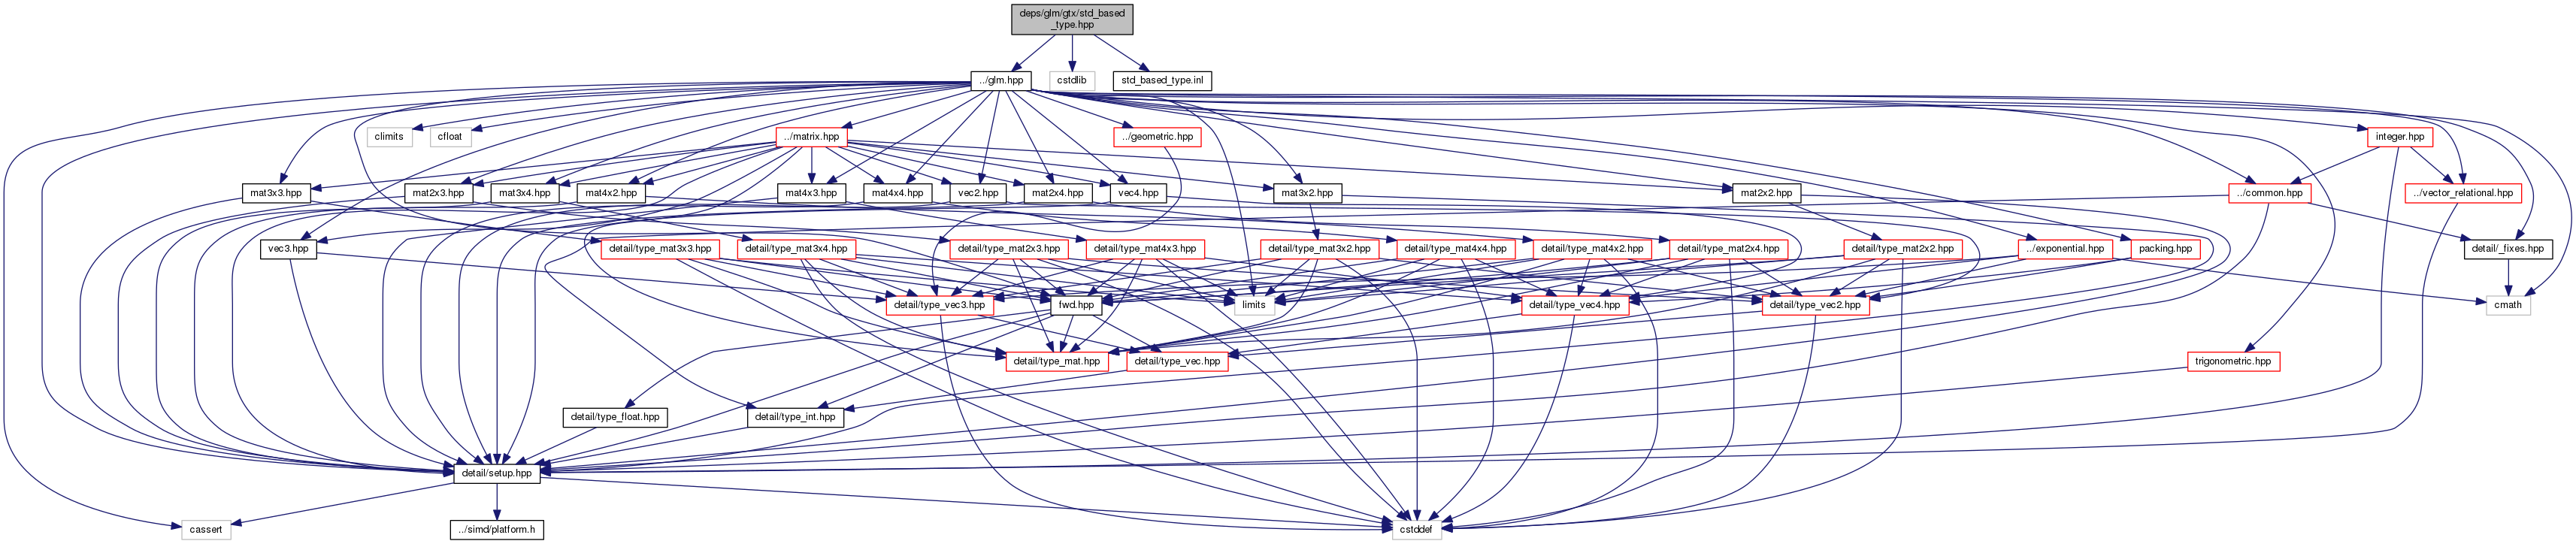 deps/glm/gtx/std_based
_type.hpp
../glm.hpp
cstdlib
std_based_type.inl
climits
cfloat
../matrix.hpp
../geometric.hpp
integer.hpp
mat3x3.hpp
mat2x3.hpp
mat3x4.hpp
mat4x2.hpp
mat4x3.hpp
mat4x4.hpp
vec2.hpp
mat2x4.hpp
vec4.hpp
mat3x2.hpp
mat2x2.hpp
../common.hpp
../vector_relational.hpp
vec3.hpp
detail/type_mat3x3.hpp
detail/type_mat3x4.hpp
detail/type_mat2x3.hpp
detail/type_mat4x3.hpp
detail/type_mat3x2.hpp
detail/type_mat4x4.hpp
detail/type_mat4x2.hpp
detail/type_mat2x4.hpp
detail/type_mat2x2.hpp
../exponential.hpp
packing.hpp
detail/_fixes.hpp
detail/type_vec3.hpp
fwd.hpp
limits
detail/type_vec4.hpp
detail/type_vec2.hpp
cmath
detail/type_mat.hpp
detail/type_vec.hpp
trigonometric.hpp
detail/type_float.hpp
detail/type_int.hpp
detail/setup.hpp
cassert
../simd/platform.h
cstddef